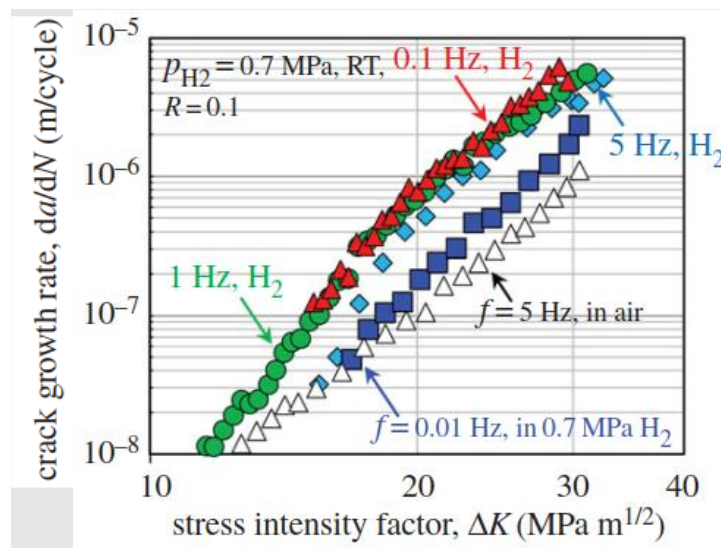 10⁻⁵
p_H2 = 0.7 MPa, RT,
R = 0.1
0.1 Hz, H₂
5 Hz, H₂
10⁻⁶
1 Hz, H₂
10⁻⁷
f = 5 Hz, in air
f = 0.01 Hz, in 0.7 MPa H₂
10⁻⁸
crack growth rate, da/dN (m/cycle)
10 20 30 40
stress intensity factor, ΔK (MPa m^1/2)